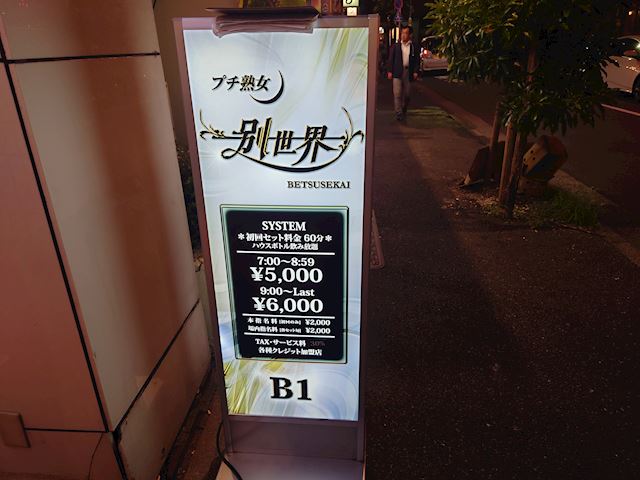 プチ熟女
別世界
BETSUSEKAI
SYSTEM
＊初回セット料金 60分＊
ハウスボトル飲み放題
7:00〜8:59
¥5,000
9:00〜Last
¥6,000
本指名料 ¥2,000
場内指名料 ¥2,000
TAX・サービス料 30%
各種クレジット加盟店
B1